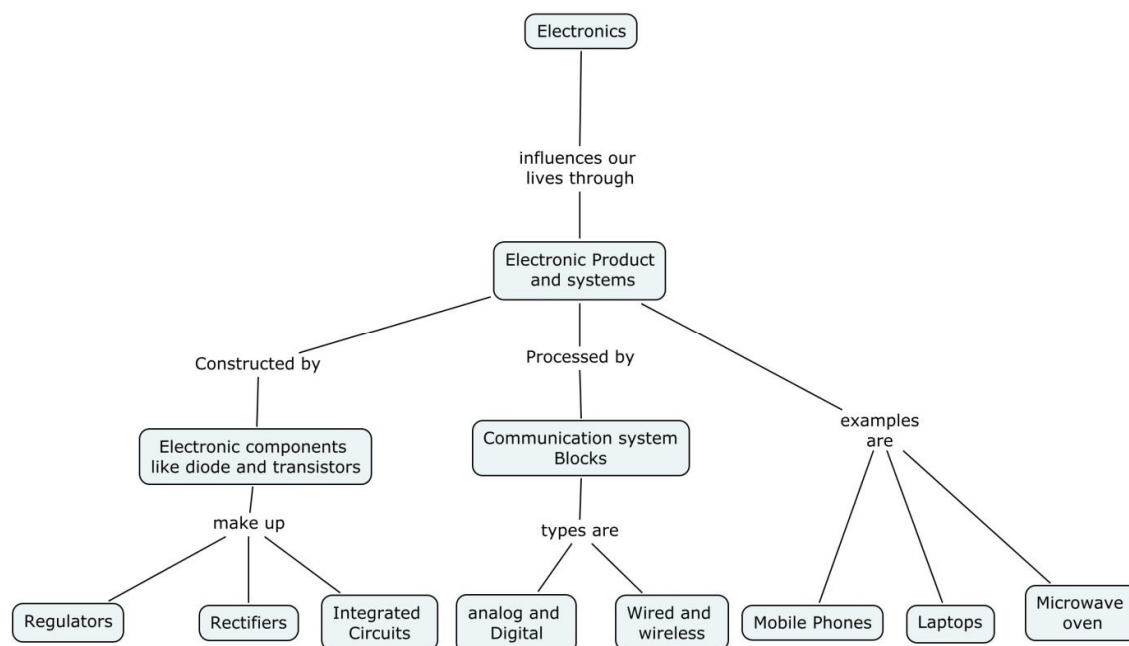 Electronics
influences our
lives through
Electronic Product
and systems
Constructed by
Processed by
examples
are
Electronic components
like diode and transistors
Communication system
Blocks
make up
types are
Regulators
Rectifiers
Integrated
Circuits
analog and
Digital
Wired and
wireless
Mobile Phones
Laptops
Microwave
oven